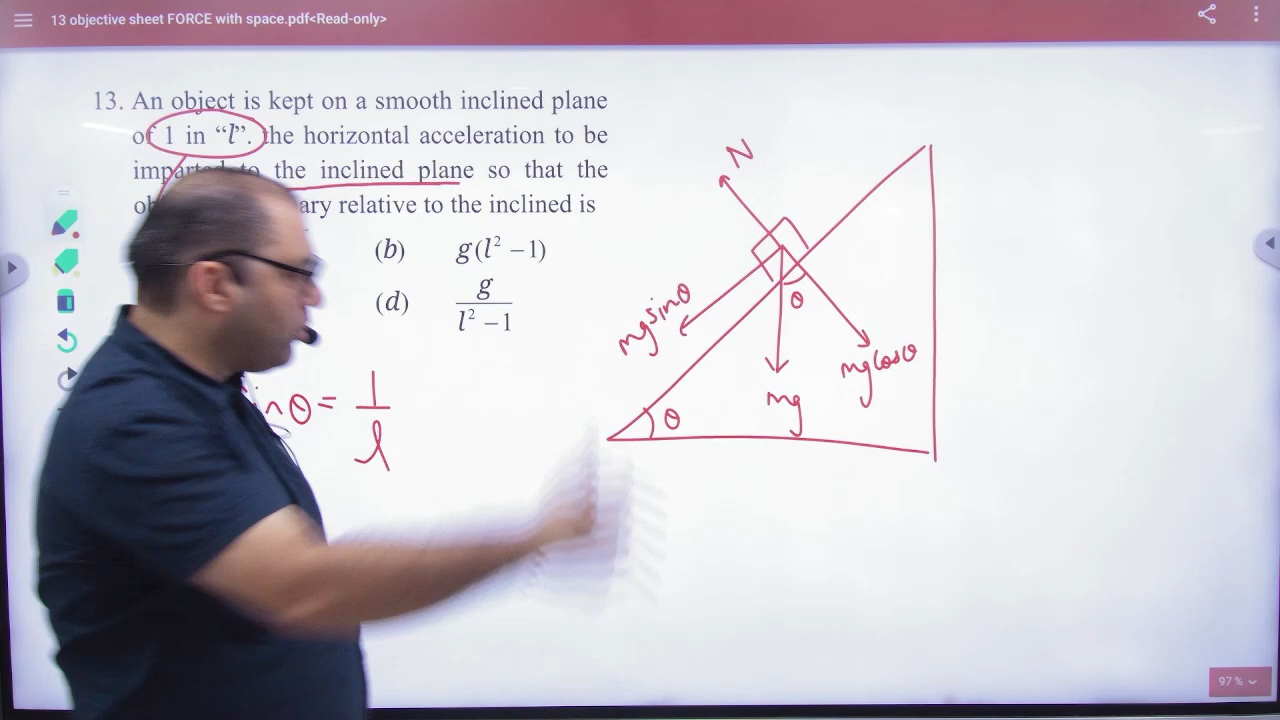 13 objective sheet FORCE with space.pdf<Read-only>
13. An object is kept on a smooth inclined plane
of 1 in “l”. the horizontal acceleration to be
imparted to the inclined plane so that the
relative to the inclined is
(b) g(l² – 1)
(d) g / l² – 1
θ = 1 / l
N
mg sinθ
θ
mg cosθ
mg
θ
97 %